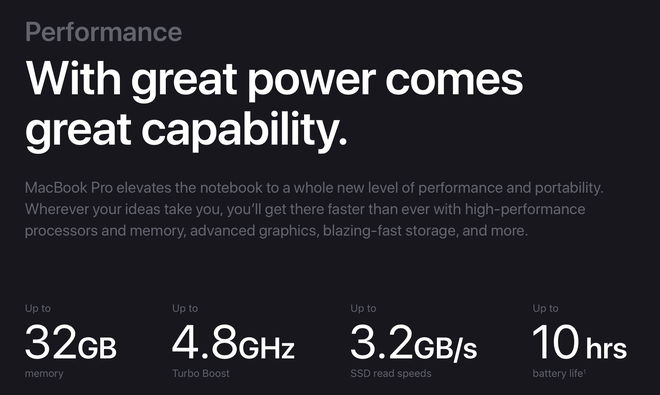 Performance
With great power comes
great capability.
MacBook Pro elevates the notebook to a whole new level of performance and portability.
Wherever your ideas take you, you’ll get there faster than ever with high-performance
processors and memory, advanced graphics, blazing-fast storage, and more.
Up to Up to Up to Up to
32GB 4.8GHz 3.2GB/s 10 hrs
memory Turbo Boost SSD read speeds battery life¹